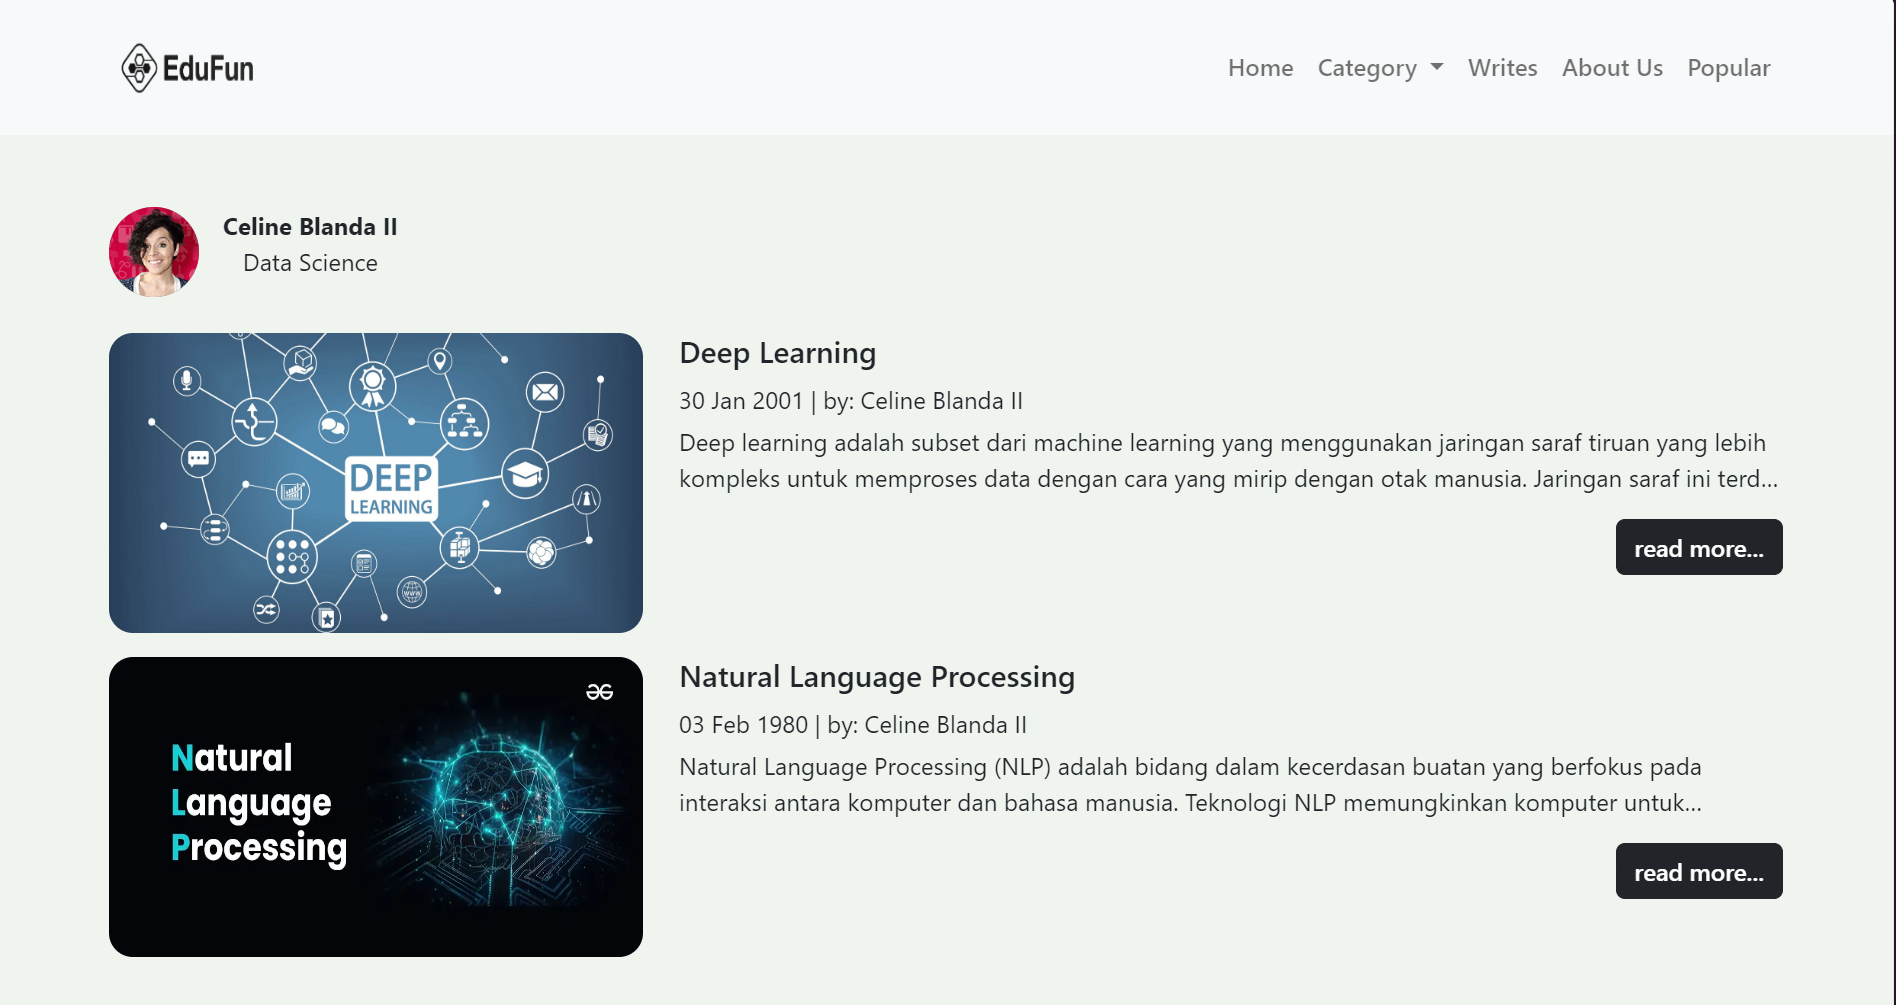 EduFun
Home Category Writes About Us Popular
Celine Blanda II
Data Science
DEEP
LEARNING
WWW
Deep Learning
30 Jan 2001 | by: Celine Blanda II
Deep learning adalah subset dari machine learning yang menggunakan jaringan saraf tiruan yang lebih
kompleks untuk memproses data dengan cara yang mirip dengan otak manusia. Jaringan saraf ini terd...
read more...
Natural
Language
Processing
Natural Language Processing
03 Feb 1980 | by: Celine Blanda II
Natural Language Processing (NLP) adalah bidang dalam kecerdasan buatan yang berfokus pada
interaksi antara komputer dan bahasa manusia. Teknologi NLP memungkinkan komputer untuk...
read more...